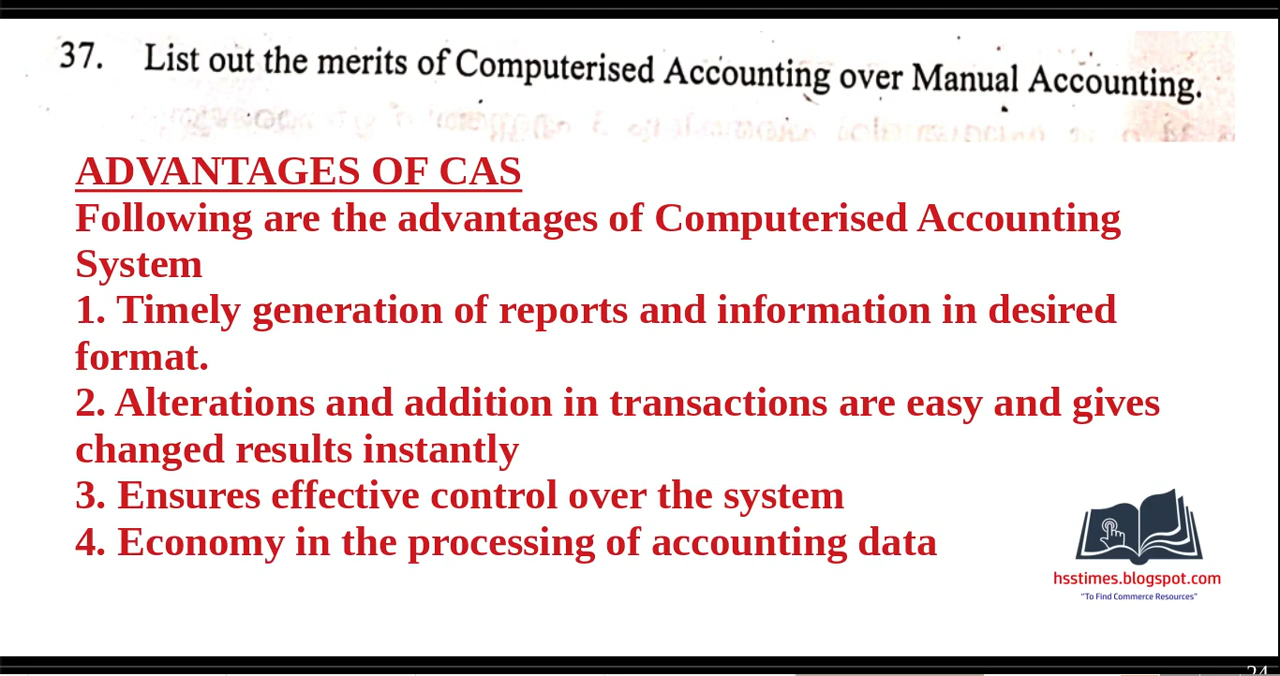 37. List out the merits of Computerised Accounting over Manual Accounting.
ADVANTAGES OF CAS
Following are the advantages of Computerised Accounting
System
1. Timely generation of reports and information in desired
format.
2. Alterations and addition in transactions are easy and gives
changed results instantly
3. Ensures effective control over the system
4. Economy in the processing of accounting data
hsstimes.blogspot.com
"To Find Commerce Resources"
24